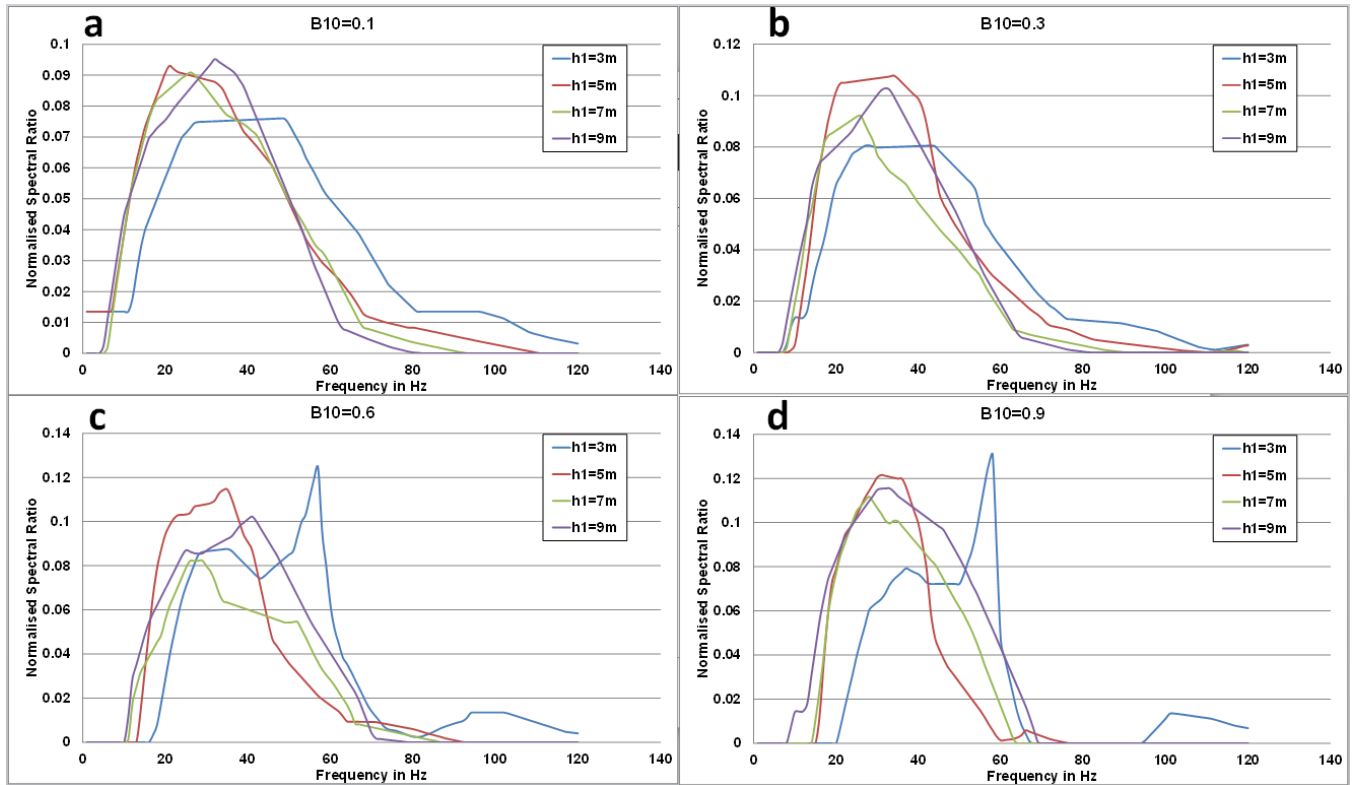 a
B10=0.1
Normalised Spectral Ratio
0.1
0.09
0.08
0.07
0.06
0.05
0.04
0.03
0.02
0.01
0
0 20 40 60 80 100 120 140
Frequency in Hz
h1=3m
h1=5m
h1=7m
h1=9m
b
B10=0.3
Normalised Spectral Ratio
0.12
0.1
0.08
0.06
0.04
0.02
0
0 20 40 60 80 100 120 140
Frequency in Hz
h1=3m
h1=5m
h1=7m
h1=9m
c
B10=0.6
Normalised Spectral Ratio
0.14
0.12
0.1
0.08
0.06
0.04
0.02
0
0 20 40 60 80 100 120 140
Frequency in Hz
h1=3m
h1=5m
h1=7m
h1=9m
d
B10=0.9
Normalised Spectral Ratio
0.14
0.12
0.1
0.08
0.06
0.04
0.02
0
0 20 40 60 80 100 120 140
Frequency in Hz
h1=3m
h1=5m
h1=7m
h1=9m